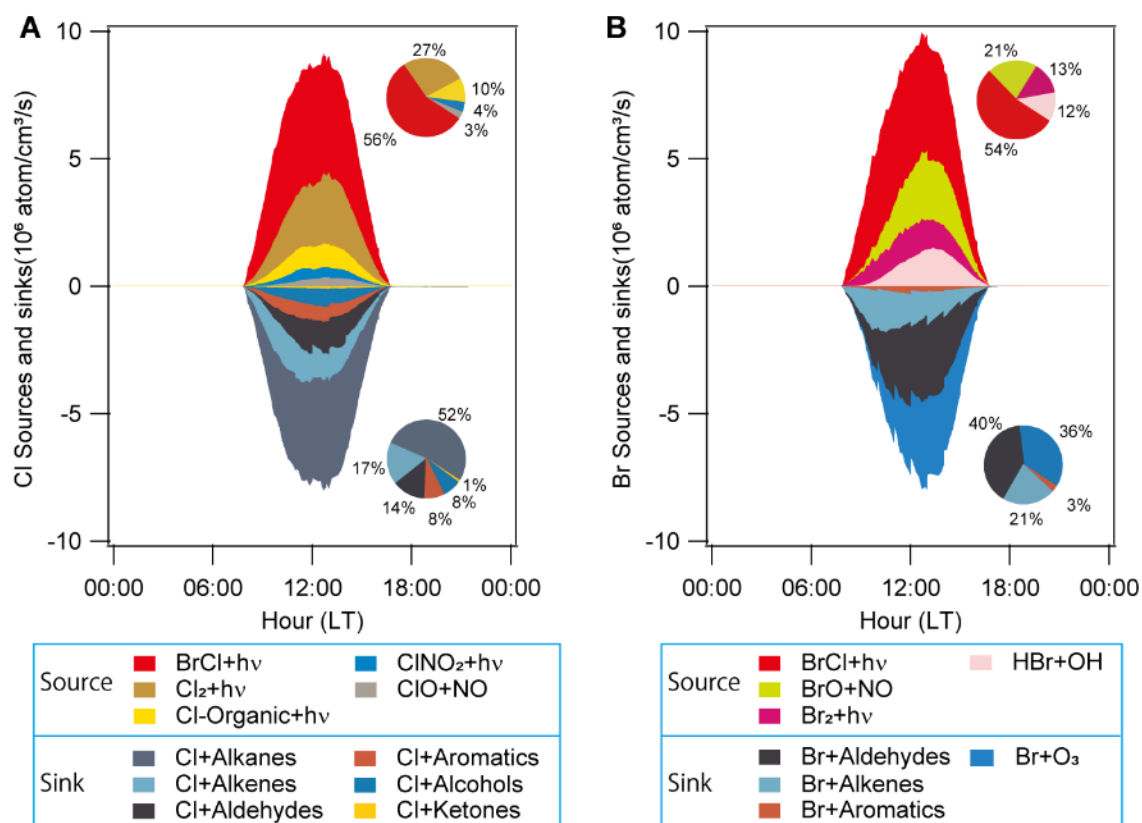 A
Cl Sources and sinks(10⁶ atom/cm³/s)
10
5
0
-5
-10
27%
10%
4%
3%
56%
52%
17%
1%
8%
14%
8%
00:00 06:00 12:00 18:00 00:00
Hour (LT)
Source
BrCl+hν
Cl₂+hν
Cl-Organic+hν
ClNO₂+hν
ClO+NO
Sink
Cl+Alkanes
Cl+Alkenes
Cl+Aldehydes
Cl+Aromatics
Cl+Alcohols
Cl+Ketones
B
Br Sources and sinks(10⁶ atom/cm³/s)
10
5
0
-5
-10
21%
13%
12%
54%
40%
36%
3%
21%
00:00 06:00 12:00 18:00 00:00
Hour (LT)
Source
BrCl+hν
BrO+NO
Br₂+hν
HBr+OH
Sink
Br+Aldehydes
Br+Alkenes
Br+Aromatics
Br+O₃